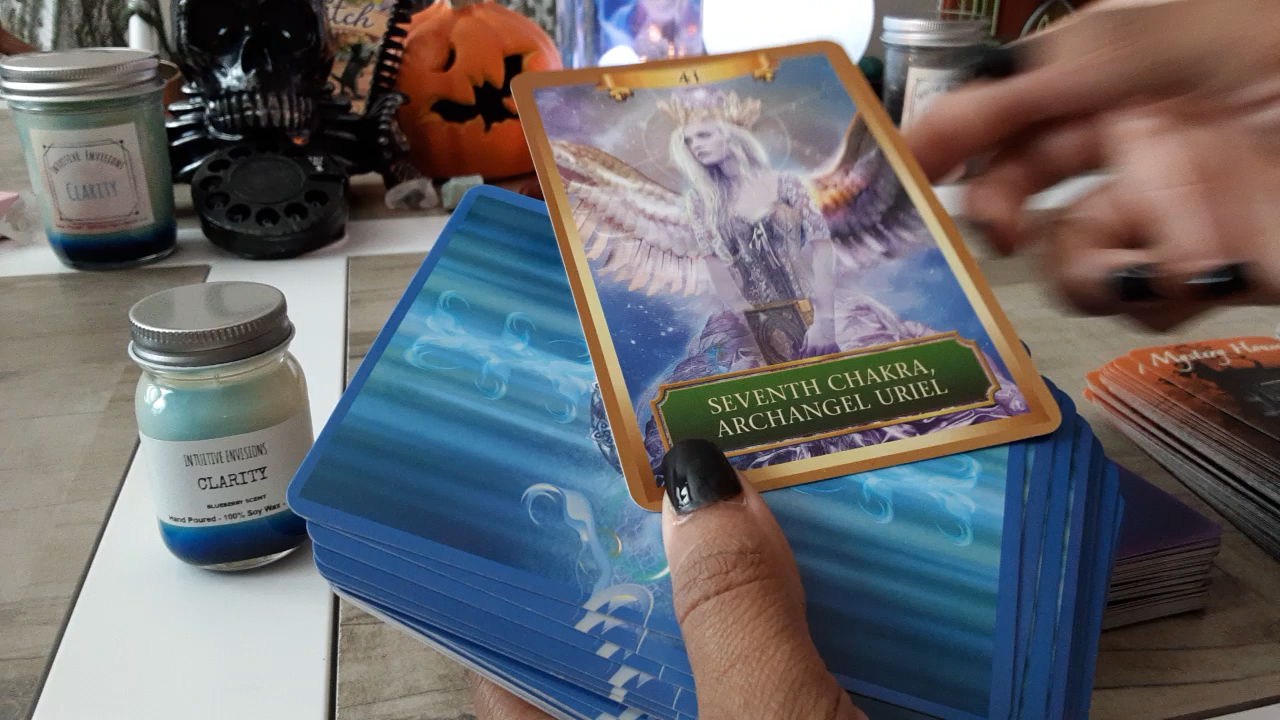 itch
41
INTUITIVE ENVISIONS
CLARITY
SEVENTH CHAKRA,
ARCHANGEL URIEL
INTUITIVE ENVISIONS
CLARITY
BLUEBERRY SCENT
Hand Poured - 100% Soy Wax -
Mystery